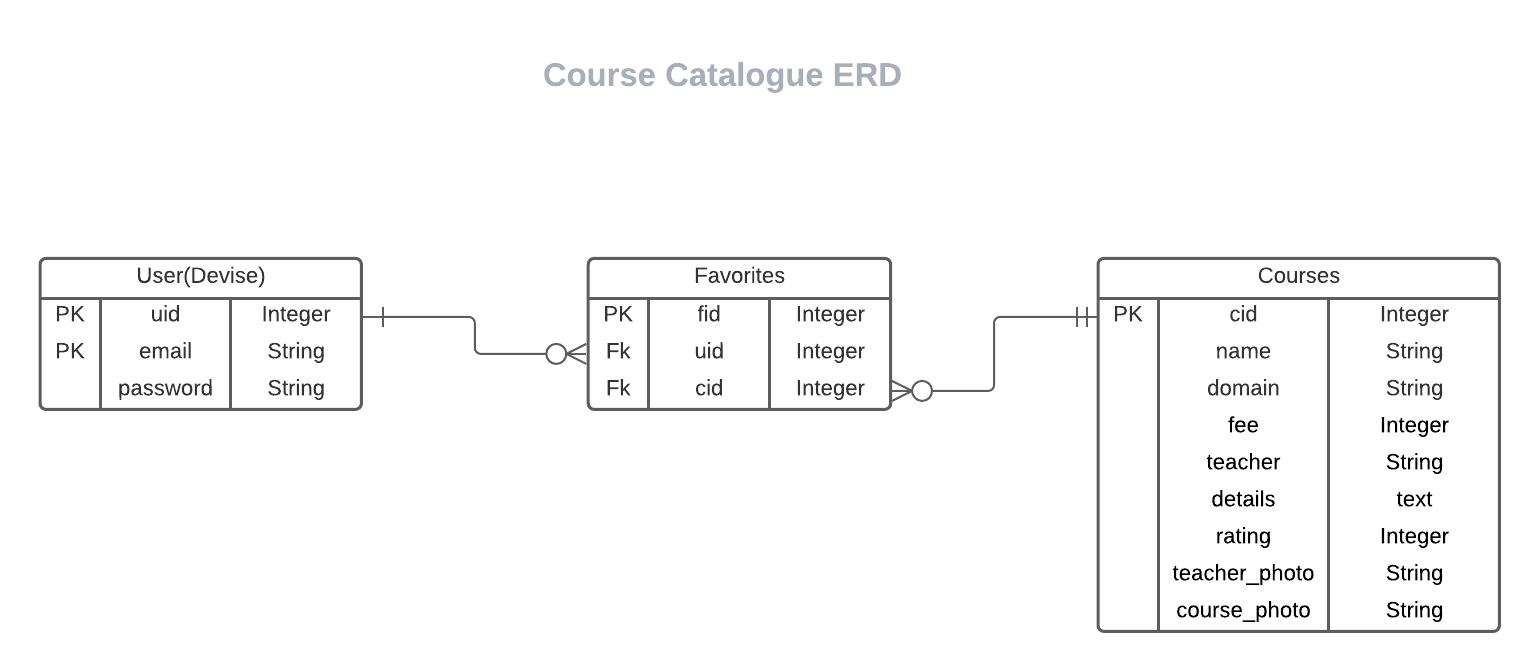 Course Catalogue ERD
User(Devise)
PK uid Integer
PK email String
password String
Favorites
PK fid Integer
Fk uid Integer
Fk cid Integer
Courses
PK cid Integer
name String
domain String
fee Integer
teacher String
details text
rating Integer
teacher_photo String
course_photo String